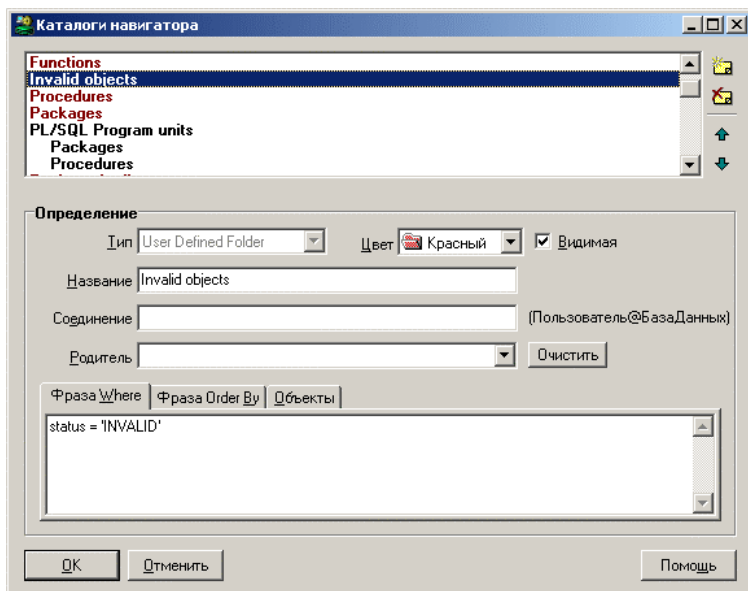 Каталоги навигатора
Functions
Invalid objects
Procedures
Packages
PL/SQL Program units
Packages
Procedures
Определение
Тип User Defined Folder Цвет Красный Видимая
Название Invalid objects
Соединение (Пользователь@БазаДанных)
Родитель Очистить
Фраза Where Фраза Order By Объекты
status = 'INVALID'
OK Отменить Помощь